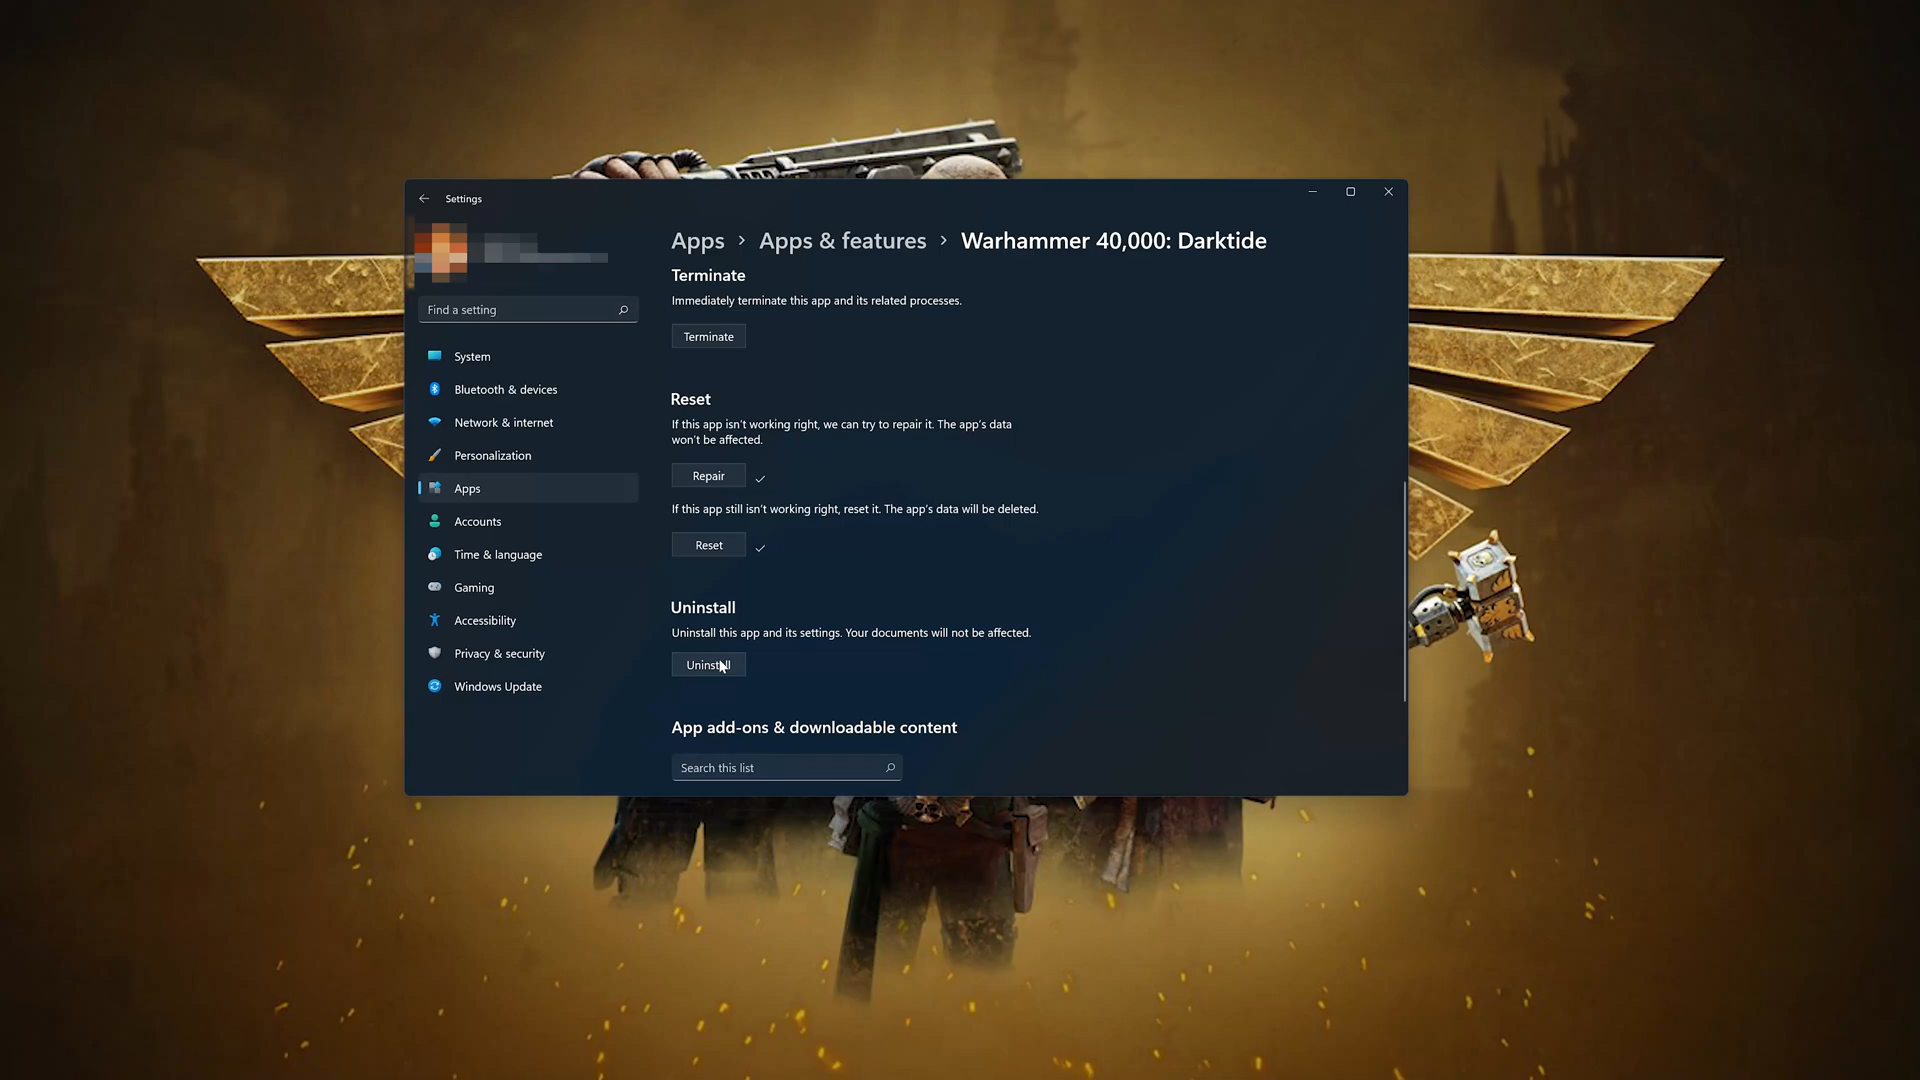 Settings
Find a setting
System
Bluetooth & devices
Network & internet
Personalization
Apps
Accounts
Time & language
Gaming
Accessibility
Privacy & security
Windows Update
Apps > Apps & features > Warhammer 40,000: Darktide
Terminate
Immediately terminate this app and its related processes.
Terminate
Reset
If this app isn't working right, we can try to repair it. The app's data
won't be affected.
Repair
If this app still isn't working right, reset it. The app's data will be deleted.
Reset
Uninstall
Uninstall this app and its settings. Your documents will not be affected.
Uninstall
App add-ons & downloadable content
Search this list